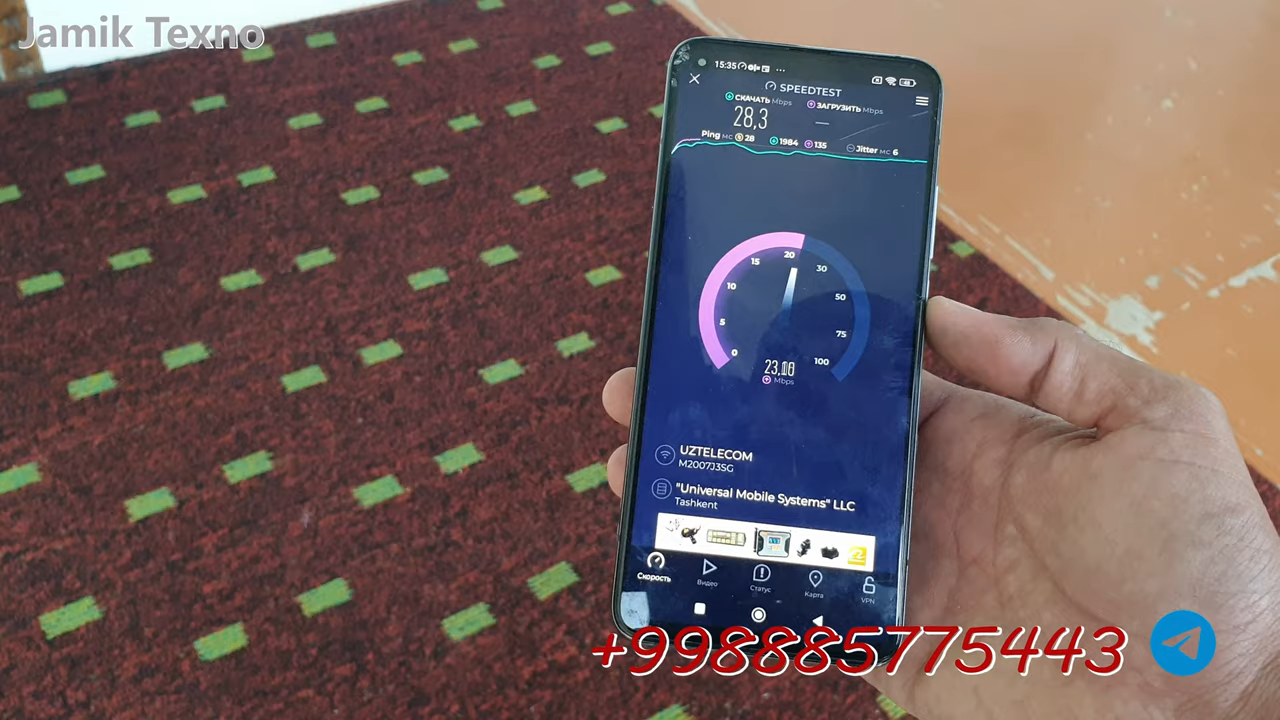 Jamik Texno
15:35
SPEEDTEST
СКАЧАТЬ Mbps
ЗАГРУЗИТЬ Mbps
28,3
—
Ping мс 28 1984 135 Jitter мс 6
0
5
10
15
20
30
50
75
100
Mbps
UZTELECOM
M2007J3SG
"Universal Mobile Systems" LLC
Tashkent
Скорость Видео Статус Карта VPN
+998885775443